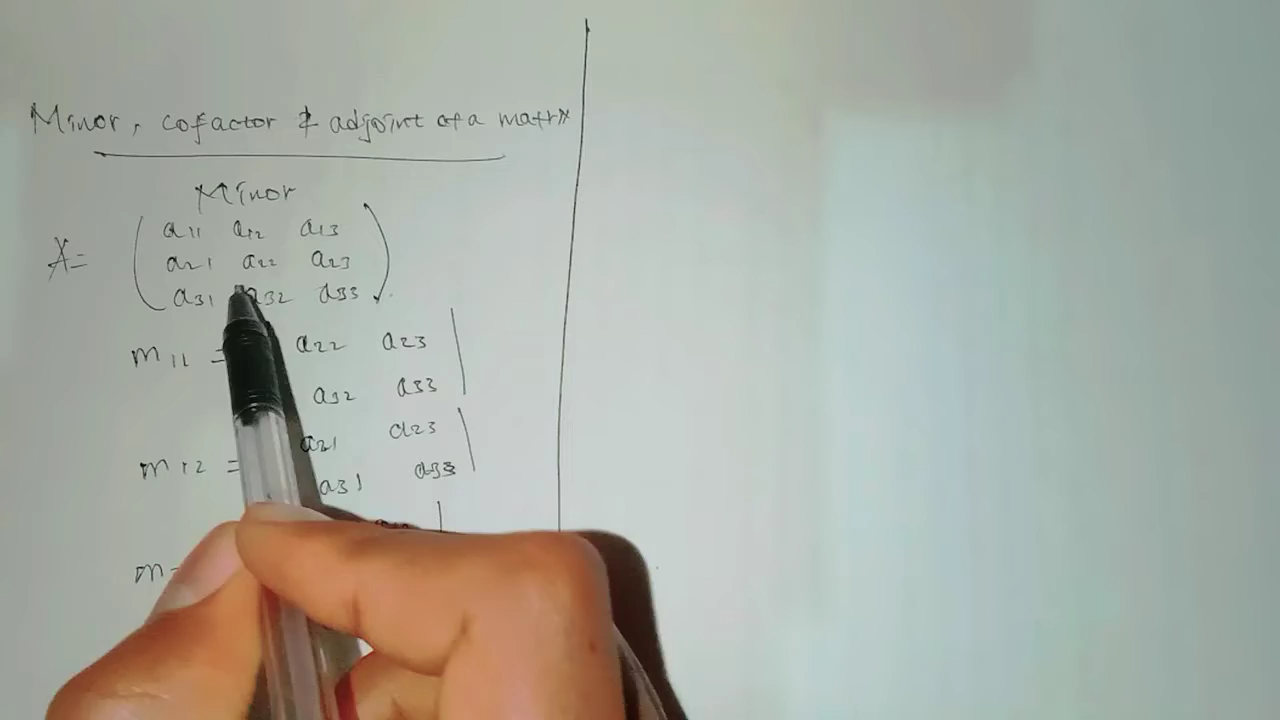 Minor, cofactor & adjoint of a matrix
Minor
a11 a12 a13
A= a21 a22 a23
a31 a32 a33
m11 = a22 a23
a32 a33
m12 = a21 a23
a31 a33
m